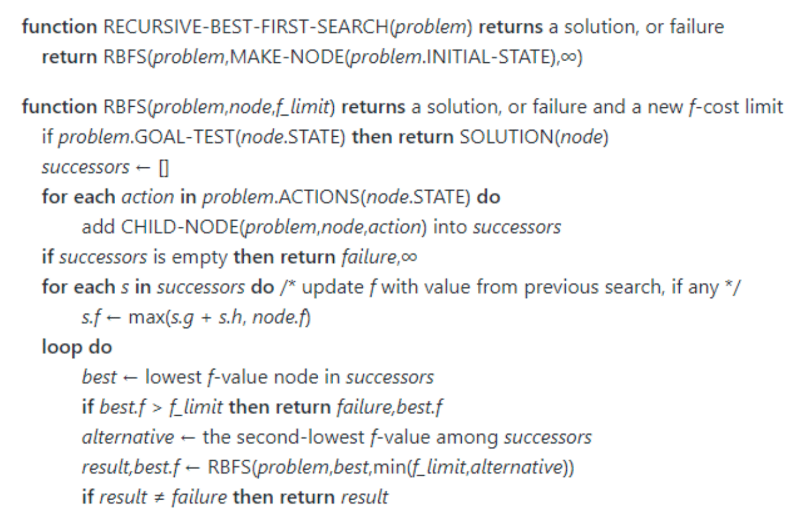 function RECURSIVE-BEST-FIRST-SEARCH(problem) returns a solution, or failure
return RBFS(problem,MAKE-NODE(problem.INITIAL-STATE),∞)
function RBFS(problem,node,f_limit) returns a solution, or failure and a new f-cost limit
if problem.GOAL-TEST(node.STATE) then return SOLUTION(node)
successors ← []
for each action in problem.ACTIONS(node.STATE) do
add CHILD-NODE(problem,node,action) into successors
if successors is empty then return failure,∞
for each s in successors do /* update f with value from previous search, if any */
s.f ← max(s.g + s.h, node.f)
loop do
best ← lowest f-value node in successors
if best.f > f_limit then return failure,best.f
alternative ← the second-lowest f-value among successors
result,best.f ← RBFS(problem,best,min(f_limit,alternative))
if result ≠ failure then return result